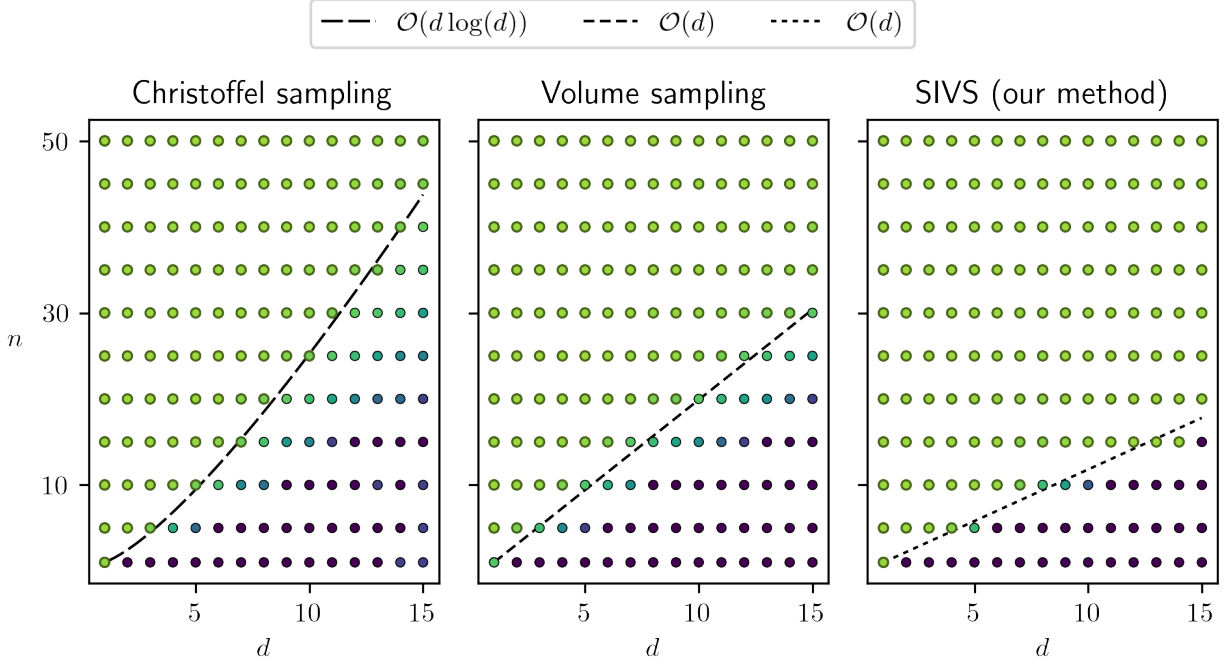 O(d log(d)) O(d) O(d)
Christoffel sampling Volume sampling SIVS (our method)
50
30
n
10
5 10 15 5 10 15 5 10 15
d d d